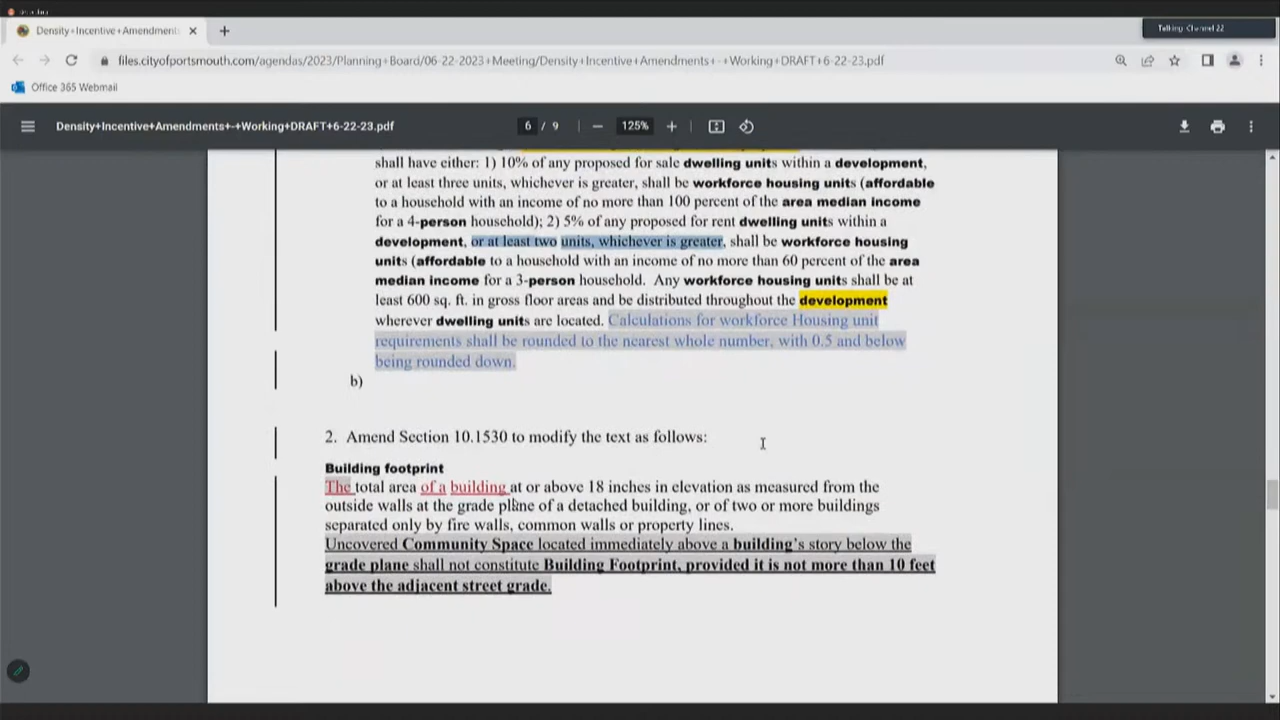 Density+Incentive+Amendment
Talking Channel 22
files.cityofportsmouth.com/agendas/2023/Planning+Board/06-22-2023+Meeting/Density+Incentive+Amendments+-+Working+DRAFT+6-22-23.pdf
Office 365 Webmail
Density+Incentive+Amendments+-+Working+DRAFT+6-22-23.pdf
6 / 9
125%
shall have either: 1) 10% of any proposed for sale dwelling units within a development,
or at least three units, whichever is greater, shall be workforce housing units (affordable
to a household with an income of no more than 100 percent of the area median income
for a 4-person household); 2) 5% of any proposed for rent dwelling units within a
development, or at least two units, whichever is greater, shall be workforce housing
units (affordable to a household with an income of no more than 60 percent of the area
median income for a 3-person household. Any workforce housing units shall be at
least 600 sq. ft. in gross floor areas and be distributed throughout the development
wherever dwelling units are located. Calculations for workforce Housing unit
requirements shall be rounded to the nearest whole number, with 0.5 and below
being rounded down.
b)
2. Amend Section 10.1530 to modify the text as follows:
Building footprint
The total area of a building at or above 18 inches in elevation as measured from the
outside walls at the grade plane of a detached building, or of two or more buildings
separated only by fire walls, common walls or property lines.
Uncovered Community Space located immediately above a building's story below the
grade plane shall not constitute Building Footprint, provided it is not more than 10 feet
above the adjacent street grade.